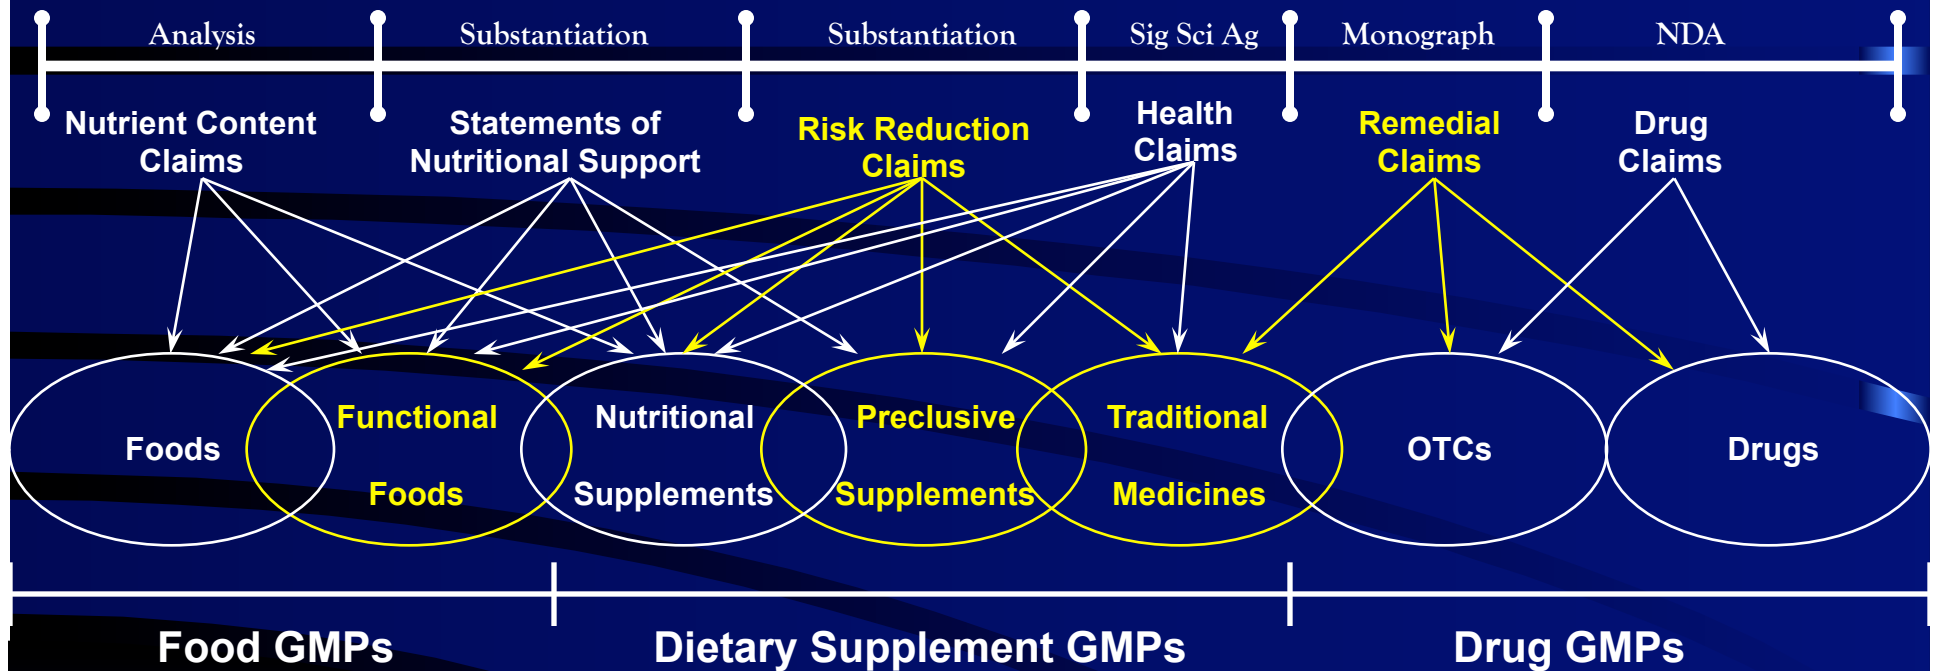 Analysis
Substantiation
Substantiation
Sig Sci Ag
Monograph
NDA
Nutrient Content
Claims
Statements of
Nutritional Support
Risk Reduction
Claims
Health
Claims
Remedial
Claims
Drug
Claims
Foods
Functional
Foods
Nutritional
Supplements
Preclusive
Supplements
Traditional
Medicines
OTCs
Drugs
Food GMPs
Dietary Supplement GMPs
Drug GMPs